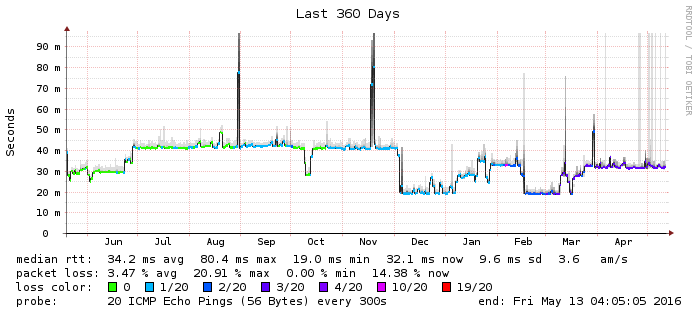 Last 360 Days
RRDTOOL / TOBI OETIKER
Seconds
90 m
80 m
70 m
60 m
50 m
40 m
30 m
20 m
10 m
0
Jun Jul Aug Sep Oct Nov Dec Jan Feb Mar Apr
median rtt: 34.2 ms avg 80.4 ms max 19.0 ms min 32.1 ms now 9.6 ms sd 3.6 am/s
packet loss: 3.47 % avg 20.91 % max 0.00 % min 14.38 % now
loss color: 0 1/20 2/20 3/20 4/20 10/20 19/20
probe: 20 ICMP Echo Pings (56 Bytes) every 300s end: Fri May 13 04:05:05 2016